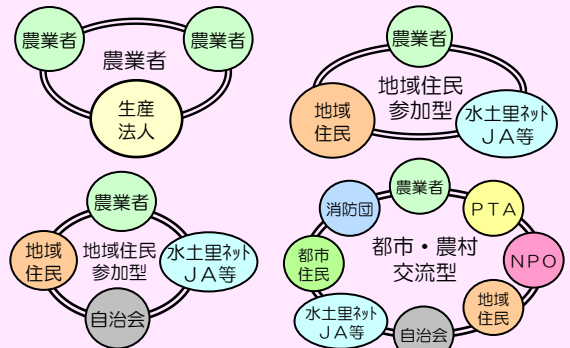 農業者
農業者
農業者
生産
法人
農業者
地域住民
参加型
地域
住民
水土里ネット
ＪＡ等
農業者
地域
住民
地域住民
参加型
水土里ネット
ＪＡ等
自治会
農業者
消防団
ＰＴＡ
都市・農村
交流型
都市
住民
ＮＰＯ
水土里ネット
ＪＡ等
地域
住民
自治会